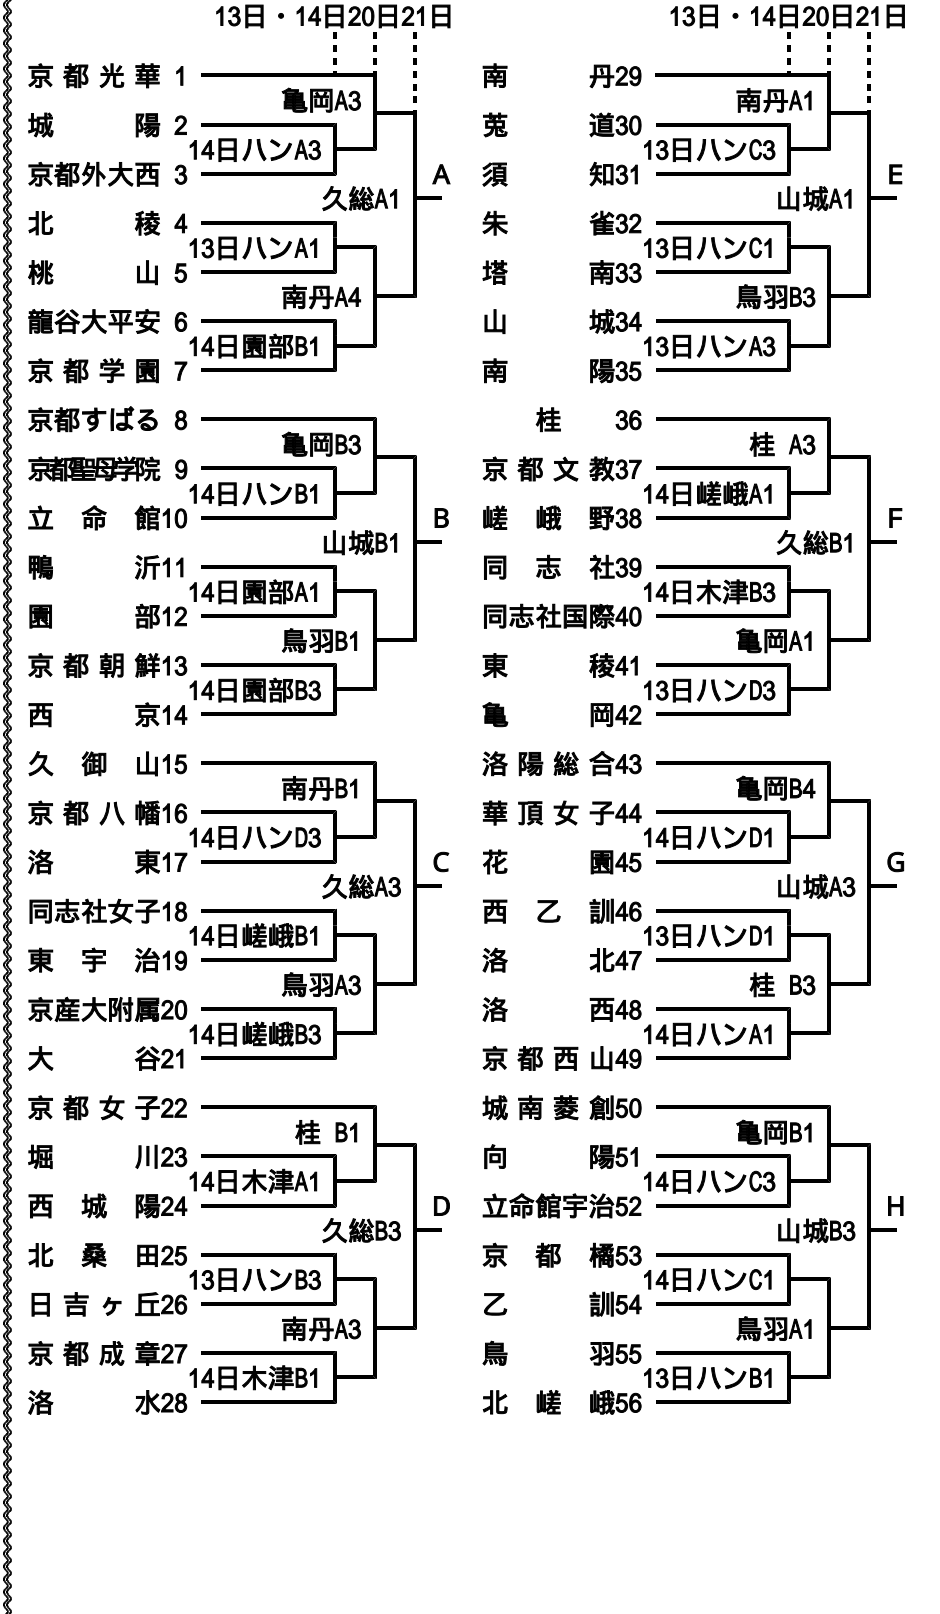 13日・14日20日21日
京都光華 1
亀岡A3
城陽 2
14日ハンA3
京都外大西 3
A
久総A1
北稜 4
13日ハンA1
桃山 5
南丹A4
龍谷大平安 6
14日園部B1
京都学園 7
京都すばる 8
亀岡B3
京都聖母学院 9
14日ハンB1
立命館10
B
山城B1
鴨沂11
14日園部A1
園部12
鳥羽B1
京都朝鮮13
14日園部B3
西京14
久御山15
南丹B1
京都八幡16
14日ハンD3
洛東17
C
久総A3
同志社女子18
14日嵯峨B1
東宇治19
鳥羽A3
京産大附属20
14日嵯峨B3
大谷21
京都女子22
桂 B1
堀川23
14日木津A1
西城陽24
D
久総B3
北桑田25
13日ハンB3
日吉ヶ丘26
南丹A3
京都成章27
14日木津B1
洛水28
13日・14日20日21日
南丹29
南丹A1
莵道30
13日ハンC3
須知31
E
山城A1
朱雀32
13日ハンC1
塔南33
鳥羽B3
山城34
13日ハンA3
南陽35
桂36
桂 A3
京都文教37
14日嵯峨A1
嵯峨野38
F
久総B1
同志社39
14日木津B3
同志社国際40
亀岡A1
東稜41
13日ハンD3
亀岡42
洛陽総合43
亀岡B4
華頂女子44
14日ハンD1
花園45
G
山城A3
西乙訓46
13日ハンD1
洛北47
桂 B3
洛西48
14日ハンA1
京都西山49
城南菱創50
亀岡B1
向陽51
14日ハンC3
立命館宇治52
H
山城B3
京都橘53
14日ハンC1
乙訓54
鳥羽A1
鳥羽55
13日ハンB1
北嵯峨56